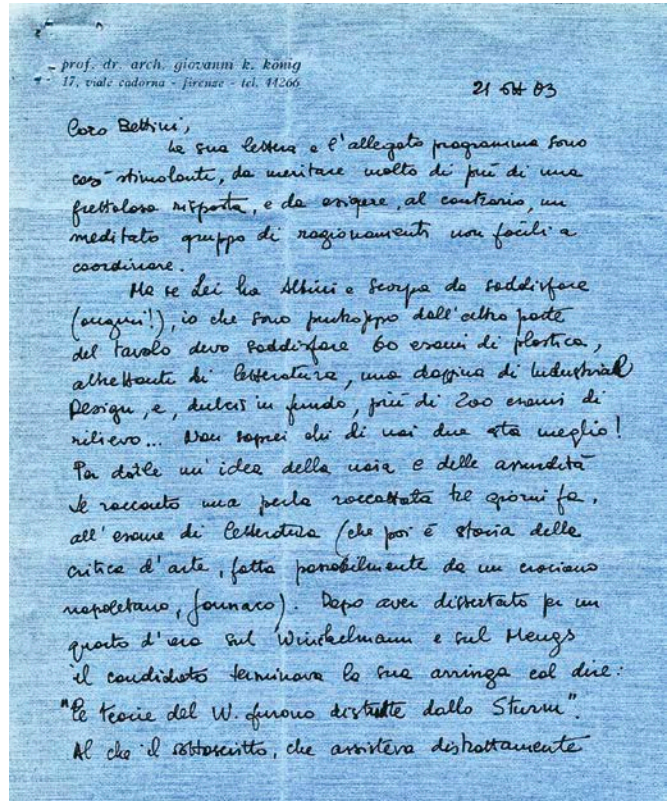 prof. dr. arch. giovanni k. könig
17, viale cadorna - firenze - tel. 44266
21 63
Caro Bettini,
La sua lettera e l'allegato programma sono
così stimolante, da meritare molto di più di una
frettolosa risposta, e da esigere, al contrario, un
meditato gruppo di ragionamenti non facili a
coordinare.
Ma se Lei ha Albini e Scarpa da soddisfare
(auguri!), io che sono purtroppo dall'altra parte
del tavolo devo soddisfare 60 esami di plastica,
altrettante di letteratura, una doppina di Industrial
Design, e, dulcis in fundo, più di 200 esami di
rilievo... Non saprei chi di noi due sta meglio!
Per darle un'idea della noia e delle assurdità
le racconto una perla raccattata tre giorni fa,
all'esame di letteratura (che poi è storia della
critica d'arte, fatta possibilmente da un crociano
napoletano,). Dopo aver dissertato per un
quarto d'ora sul Winckelmann e sul Mengs
il candidato terminava la sua arringa col dire:
"le teorie del W. furono distrutte dallo Sturm".
Al che il sottoscritto, che assisteva distrattamente